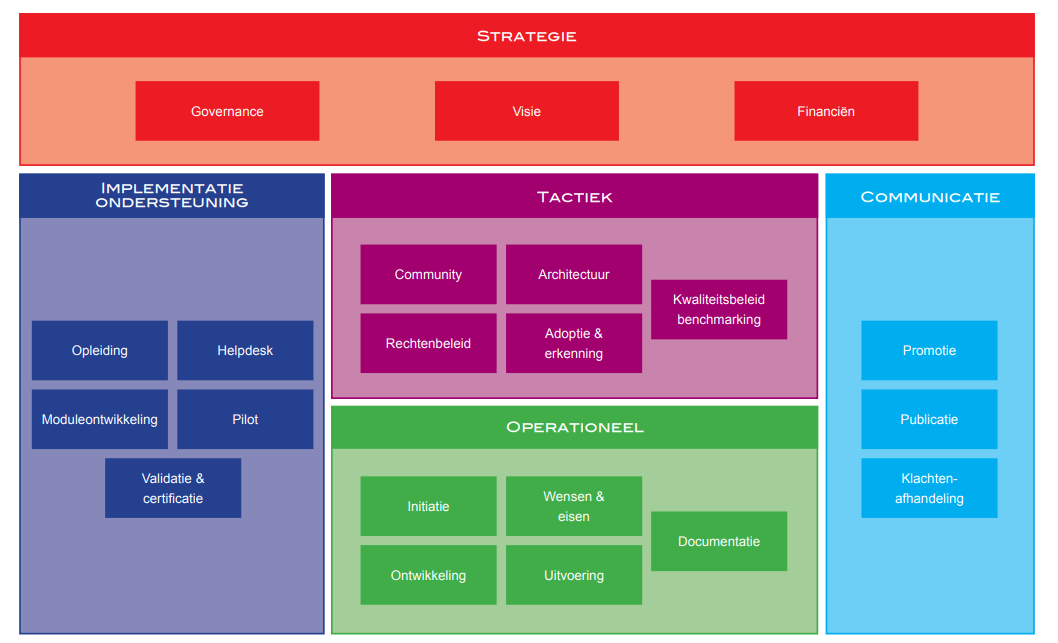 STRATEGIE
Governance
Visie
Financiën
IMPLEMENTATIE
ONDERSTEUNING
Opleiding
Helpdesk
Moduleontwikkeling
Pilot
Validatie &
certificatie
TACTIEK
Community
Architectuur
Kwaliteitsbeleid
benchmarking
Rechtenbeleid
Adoptie &
erkenning
OPERATIONEEL
Initiatie
Wensen &
eisen
Documentatie
Ontwikkeling
Uitvoering
COMMUNICATIE
Promotie
Publicatie
Klachten-
afhandeling